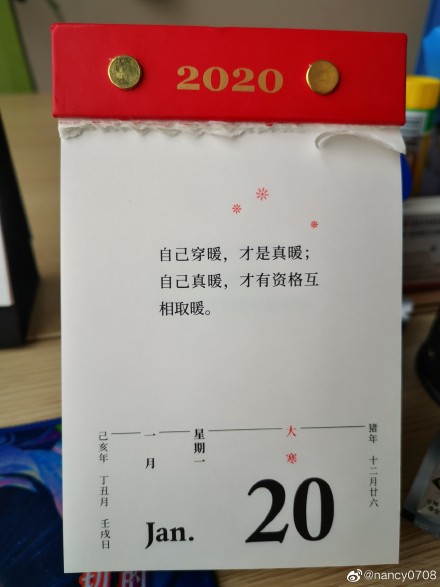 2020
自己穿暖，才是真暖；
自己真暖，才有资格互
相取暖。
己亥年 丁丑月 壬戌日
一月
星期一
大寒
猪年 十二月廿六
Jan.
20
@nancy0708